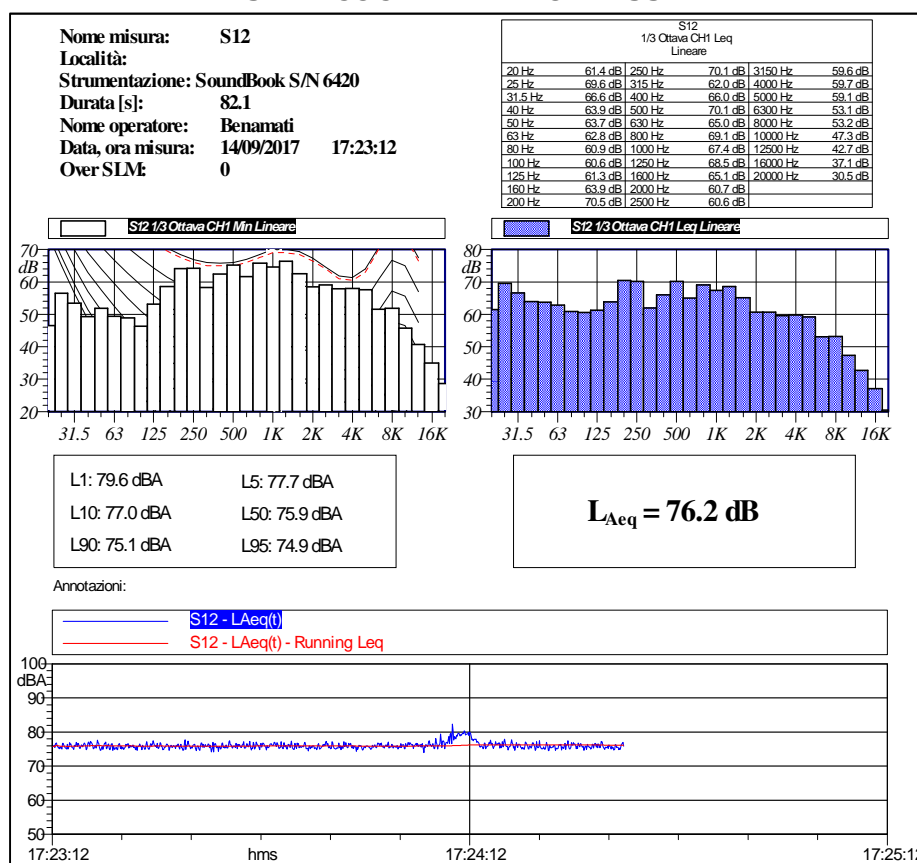 Nome misura: S12
Località:
Strumentazione: SoundBook S/N 6420
Durata [s]: 82.1
Nome operatore: Benamati
Data, ora misura: 14/09/2017 17:23:12
Over SLM: 0
S12
1/3 Ottava CH1 Leq
Lineare
20 Hz 61.4 dB 250 Hz 70.1 dB 3150 Hz 59.6 dB
25 Hz 69.6 dB 315 Hz 62.0 dB 4000 Hz 59.7 dB
31.5 Hz 66.6 dB 400 Hz 66.0 dB 5000 Hz 59.1 dB
40 Hz 63.9 dB 500 Hz 70.1 dB 6300 Hz 53.1 dB
50 Hz 63.7 dB 630 Hz 65.0 dB 8000 Hz 53.2 dB
63 Hz 62.8 dB 800 Hz 69.1 dB 10000 Hz 47.3 dB
80 Hz 60.9 dB 1000 Hz 67.4 dB 12500 Hz 42.7 dB
100 Hz 60.6 dB 1250 Hz 68.5 dB 16000 Hz 37.1 dB
125 Hz 61.3 dB 1600 Hz 65.1 dB 20000 Hz 30.5 dB
160 Hz 63.9 dB 2000 Hz 60.7 dB
200 Hz 70.5 dB 2500 Hz 60.6 dB
S12 1/3 Ottava CH1 Min Lineare
70
dB
60
50
40
30
20
31.5 63 125 250 500 1K 2K 4K 8K 16K
S12 1/3 Ottava CH1 Leq Lineare
80
dB
70
60
50
40
30
31.5 63 125 250 500 1K 2K 4K 8K 16K
L1: 79.6 dBA L5: 77.7 dBA
L10: 77.0 dBA L50: 75.9 dBA
L90: 75.1 dBA L95: 74.9 dBA
LAeq = 76.2 dB
Annotazioni:
S12 - LAeq(t)
S12 - LAeq(t) - Running Leq
100
dBA
90
80
70
60
50
17:23:12 hms 17:24:12 17:25:12